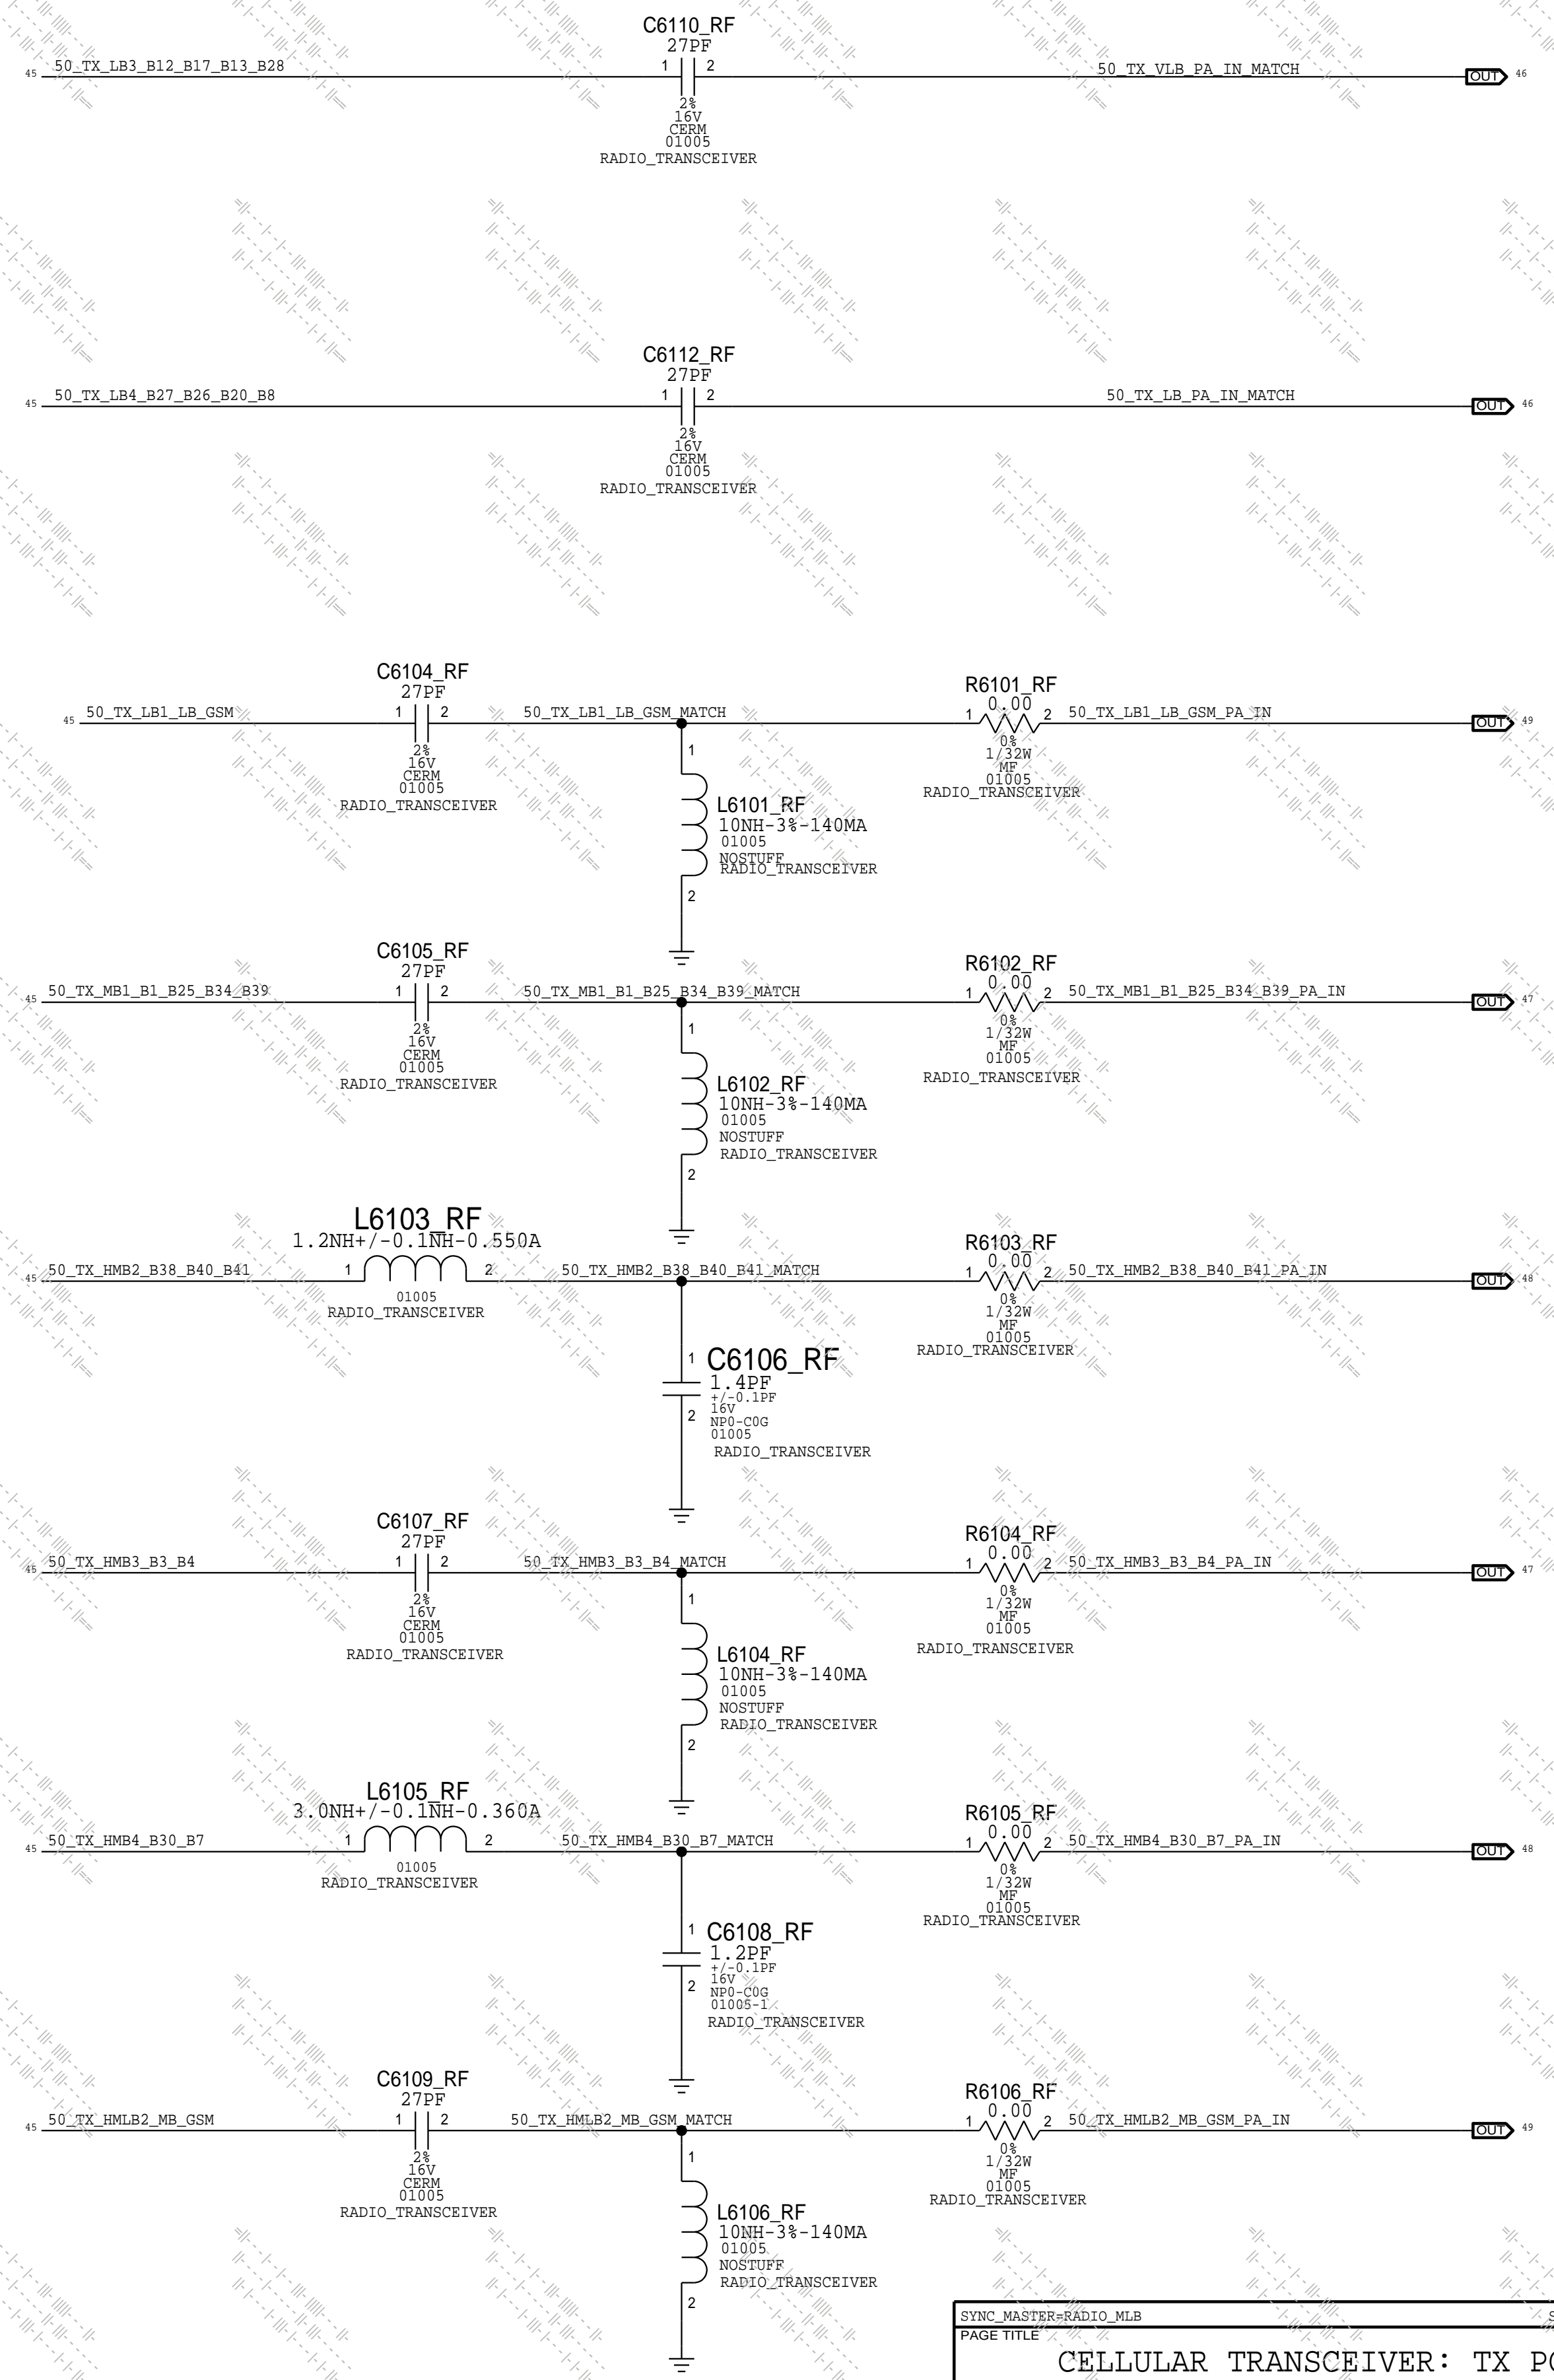 C6110_RF
27PF
45 50_TX_LB3_B12_B17_B13_B28 1 2 50_TX_VLB_PA_IN_MATCH OUT 46
2%
16V
CERM
01005
RADIO_TRANSCEIVER
C6112_RF
27PF
45 50_TX_LB4_B27_B26_B20_B8 1 2 50_TX_LB_PA_IN_MATCH OUT 46
2%
16V
CERM
01005
RADIO_TRANSCEIVER
C6104_RF
27PF
R6101_RF
0.00
45 50_TX_LB1_LB_GSM 1 2 50_TX_LB1_LB_GSM_MATCH 1 2 50_TX_LB1_LB_GSM_PA_IN OUT 49
2%
16V
CERM
01005
RADIO_TRANSCEIVER
0%
1/32W
MF
01005
RADIO_TRANSCEIVER
1
L6101_RF
10NH-3%-140MA
01005
NOSTUFF
RADIO_TRANSCEIVER
2
C6105_RF
27PF
R6102_RF
0.00
45 50_TX_MB1_B1_B25_B34_B39 1 2 50_TX_MB1_B1_B25_B34_B39_MATCH 1 2 50_TX_MB1_B1_B25_B34_B39_PA_IN OUT 47
2%
16V
CERM
01005
RADIO_TRANSCEIVER
0%
1/32W
MF
01005
RADIO_TRANSCEIVER
1
L6102_RF
10NH-3%-140MA
01005
NOSTUFF
RADIO_TRANSCEIVER
2
L6103_RF
1.2NH+/-0.1NH-0.550A
R6103_RF
0.00
45 50_TX_HMB2_B38_B40_B41 1 2 50_TX_HMB2_B38_B40_B41_MATCH 1 2 50_TX_HMB2_B38_B40_B41_PA_IN OUT 48
01005
RADIO_TRANSCEIVER
0%
1/32W
MF
01005
RADIO_TRANSCEIVER
1
C6106_RF
1.4PF
+/-0.1PF
16V
2
NP0-C0G
01005
RADIO_TRANSCEIVER
C6107_RF
27PF
R6104_RF
0.00
45 50_TX_HMB3_B3_B4 1 2 50_TX_HMB3_B3_B4_MATCH 1 2 50_TX_HMB3_B3_B4_PA_IN OUT 47
2%
16V
CERM
01005
RADIO_TRANSCEIVER
0%
1/32W
MF
01005
RADIO_TRANSCEIVER
1
L6104_RF
10NH-3%-140MA
01005
NOSTUFF
RADIO_TRANSCEIVER
2
L6105_RF
3.0NH+/-0.1NH-0.360A
R6105_RF
0.00
45 50_TX_HMB4_B30_B7 1 2 50_TX_HMB4_B30_B7_MATCH 1 2 50_TX_HMB4_B30_B7_PA_IN OUT 48
01005
RADIO_TRANSCEIVER
0%
1/32W
MF
01005
RADIO_TRANSCEIVER
1
C6108_RF
1.2PF
+/-0.1PF
16V
2
NP0-C0G
01005-1
RADIO_TRANSCEIVER
C6109_RF
27PF
R6106_RF
0.00
45 50_TX_HMLB2_MB_GSM 1 2 50_TX_HMLB2_MB_GSM_MATCH 1 2 50_TX_HMLB2_MB_GSM_PA_IN OUT 49
2%
16V
CERM
01005
RADIO_TRANSCEIVER
0%
1/32W
MF
01005
RADIO_TRANSCEIVER
1
L6106_RF
10NH-3%-140MA
01005
NOSTUFF
RADIO_TRANSCEIVER
2
SYNC_MASTER=RADIO_MLB
PAGE TITLE
CELLULAR TRANSCEIVER: TX